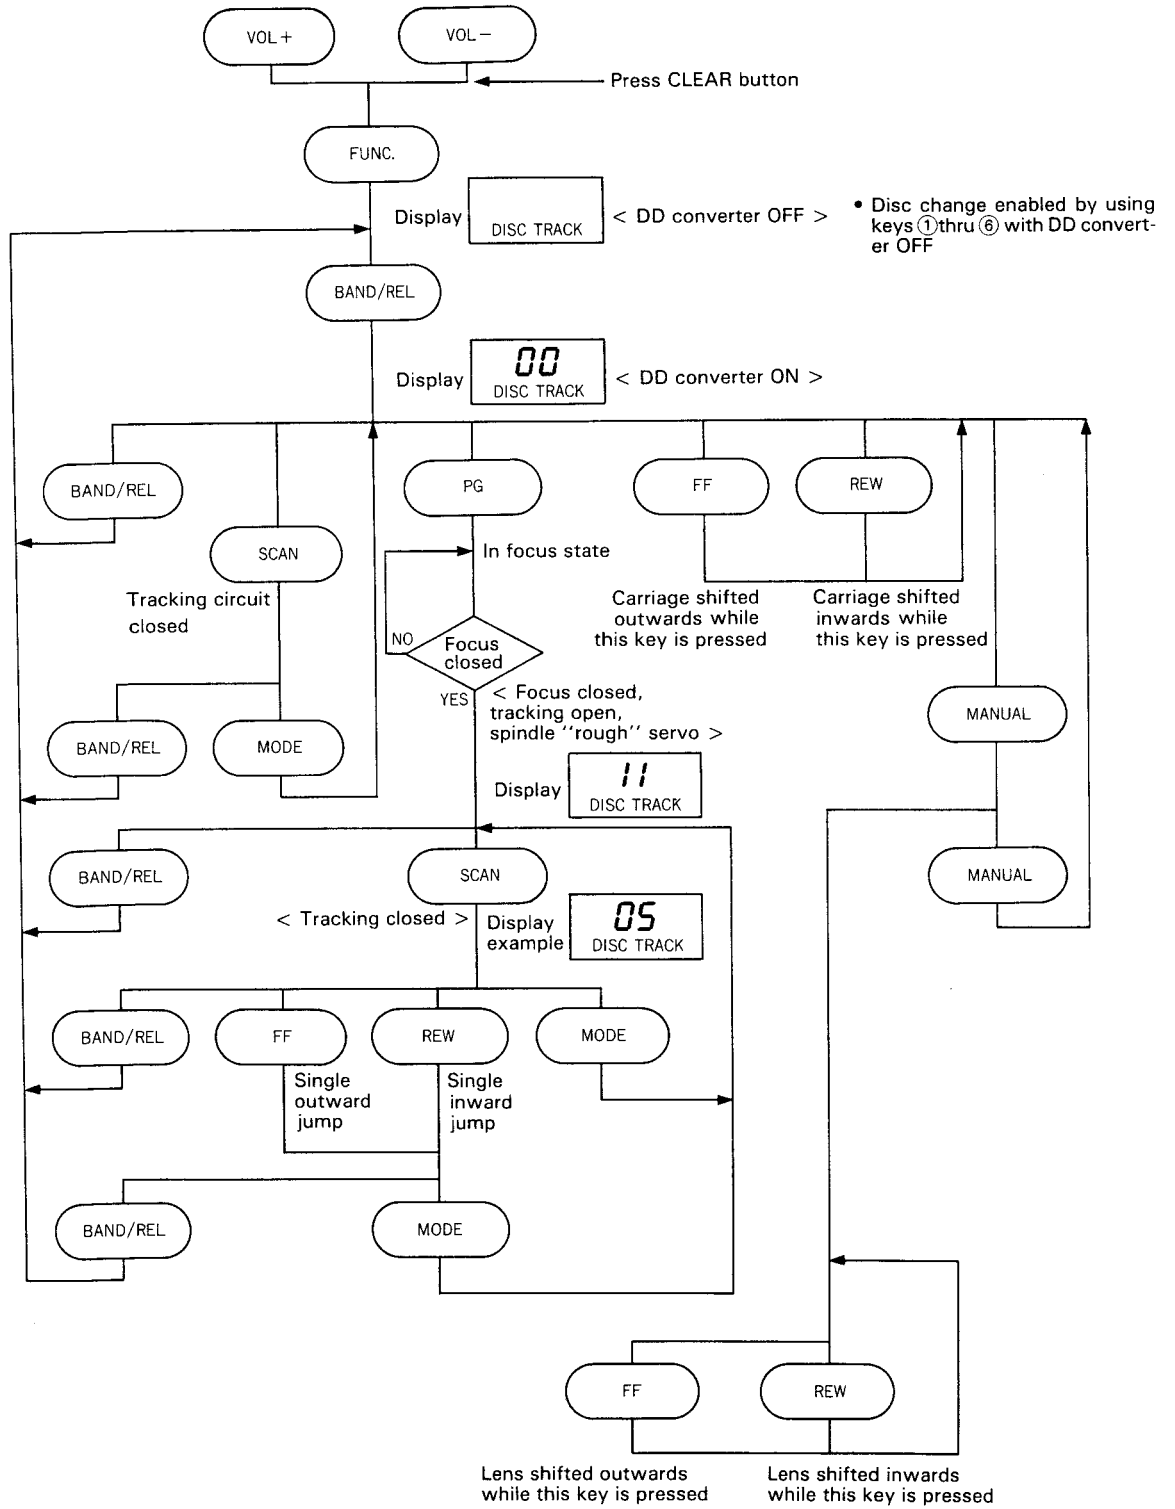 VOL+
VOL−
Press CLEAR button
FUNC.
Display
DISC TRACK
< DD converter OFF >
• Disc change enabled by using
keys ① thru ⑥ with DD convert-
er OFF
BAND/REL
Display
00
DISC TRACK
< DD converter ON >
BAND/REL
PG
FF
REW
SCAN
In focus state
Tracking circuit
closed
Carriage shifted
outwards while
this key is pressed
Carriage shifted
inwards while
this key is pressed
NO
Focus
closed
YES
< Focus closed,
tracking open,
spindle "rough" servo >
MANUAL
BAND/REL
MODE
Display
11
DISC TRACK
BAND/REL
SCAN
MANUAL
< Tracking closed >
Display
example
05
DISC TRACK
BAND/REL
FF
REW
MODE
Single
outward
jump
Single
inward
jump
BAND/REL
MODE
FF
REW
Lens shifted outwards
while this key is pressed
Lens shifted inwards
while this key is pressed